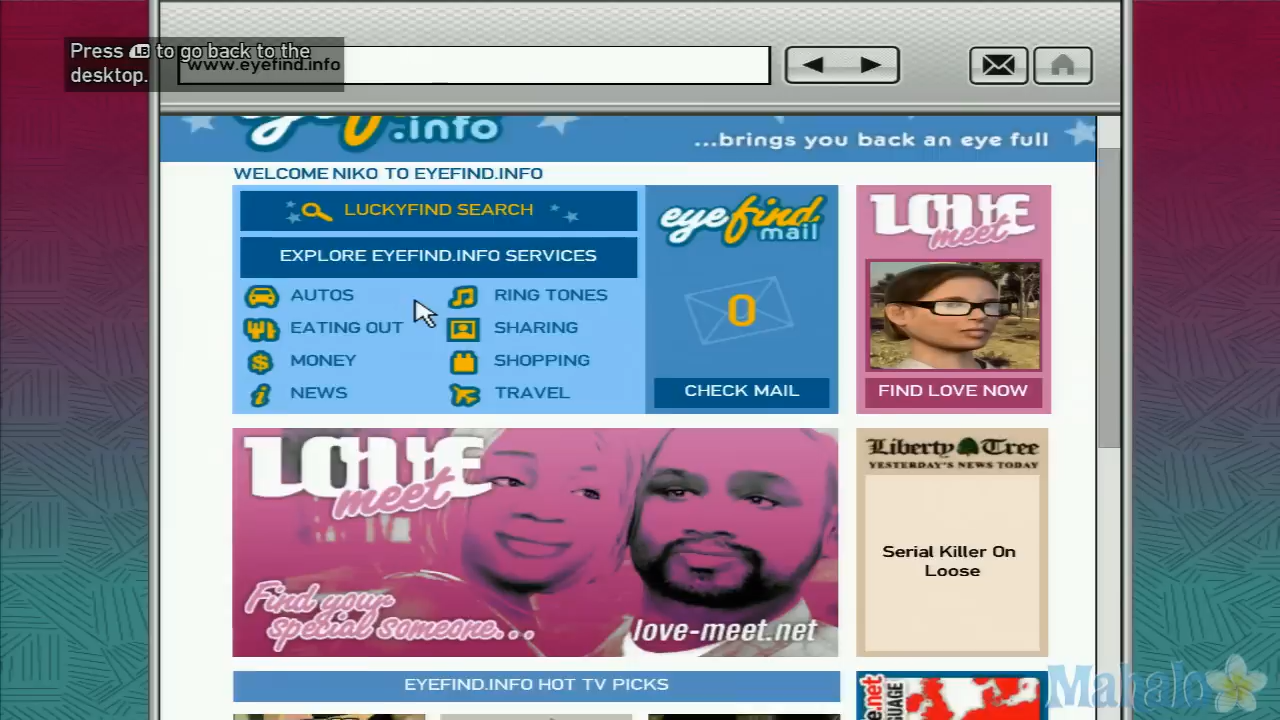 Press LB to go back to the
desktop.
www.eyefind.info
eyefind
.info
...brings you back an eye full
WELCOME NIKO TO EYEFIND.INFO
LUCKYFIND SEARCH
EXPLORE EYEFIND.INFO SERVICES
AUTOS
RING TONES
EATING OUT
SHARING
MONEY
SHOPPING
NEWS
TRAVEL
eyefind
mail
0
CHECK MAIL
LOVE
meet
FIND LOVE NOW
LOVE
meet
Find your
special someone...
love-meet.net
Liberty Tree
YESTERDAY'S NEWS TODAY
Serial Killer On
Loose
EYEFIND.INFO HOT TV PICKS
Mahalo